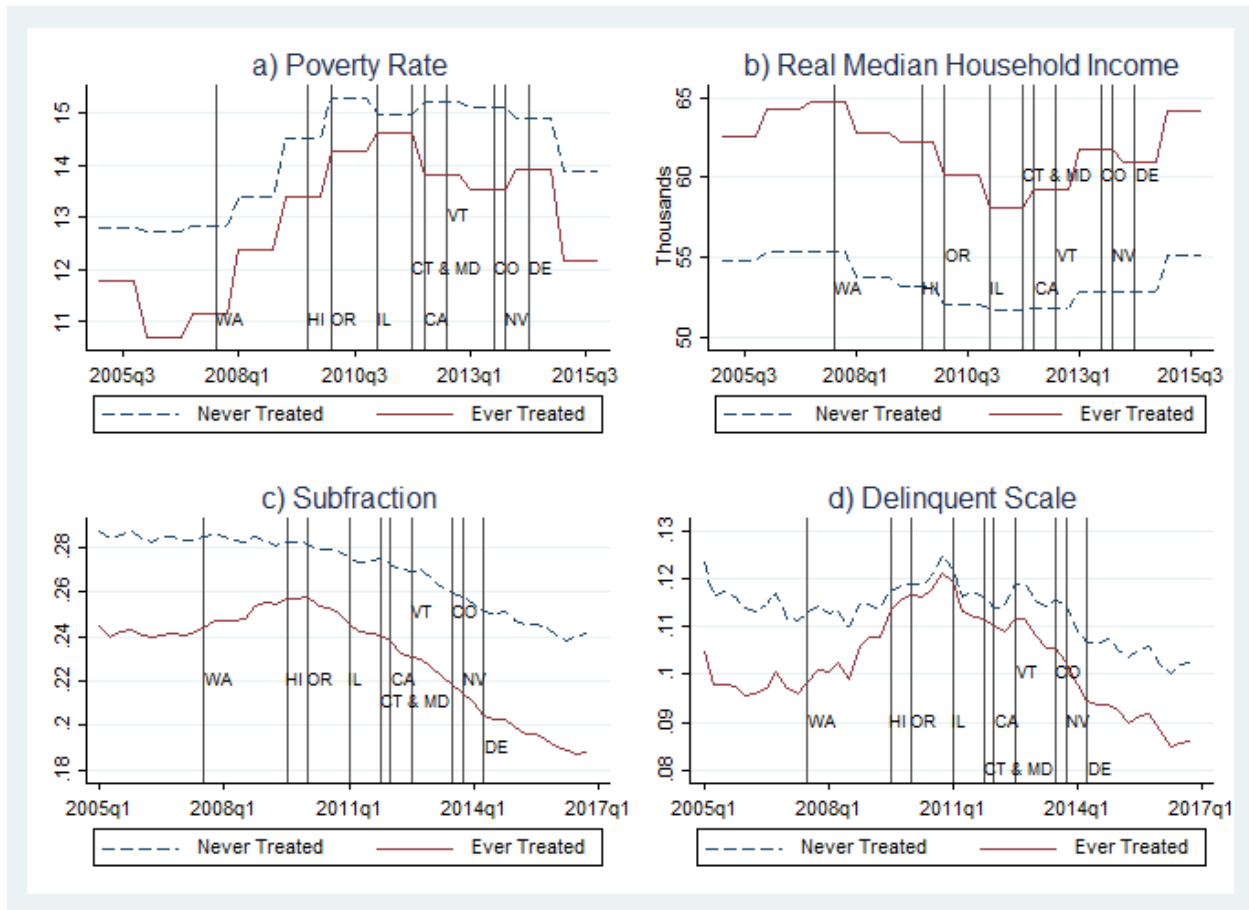 a) Poverty Rate
15
14
13
12
11
VT
CT & MD CO DE
WA HI OR IL CA NV
2005q3 2008q1 2010q3 2013q1 2015q3
Never Treated Ever Treated
b) Real Median Household Income
Thousands
65
60
55
50
CT & MD CO DE
OR VT NV
WA HI IL CA
2005q3 2008q1 2010q3 2013q1 2015q3
Never Treated Ever Treated
c) Subfraction
.28
.26
.24
.22
.2
.18
VT CO
WA HI OR IL CA NV
CT & MD
DE
2005q1 2008q1 2011q1 2014q1 2017q1
Never Treated Ever Treated
d) Delinquent Scale
.13
.12
.11
.1
.09
.08
VT CO
WA HI OR IL CA NV
CT & MD DE
2005q1 2008q1 2011q1 2014q1 2017q1
Never Treated Ever Treated